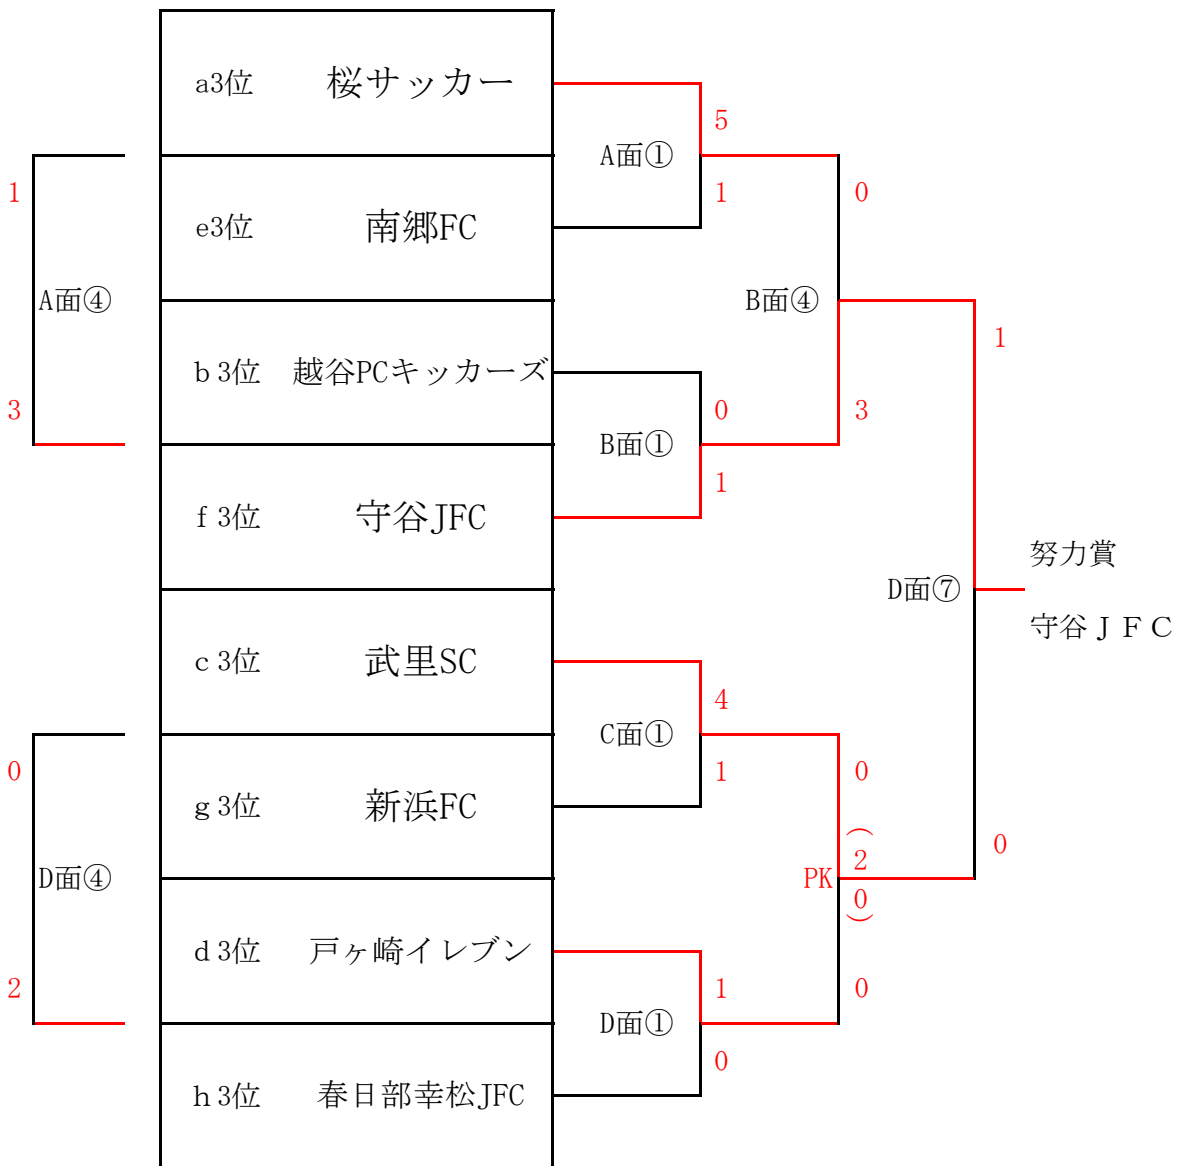 a3位 桜サッカー
5
A面①
1
1
0
e3位 南郷FC
A面④
B面④
1
b3位 越谷PCキッカーズ
3
0
3
B面①
1
f3位 守谷JFC
努力賞
D面⑦
守谷ＪＦＣ
c3位 武里SC
4
C面①
0
1
0
g3位 新浜FC
(2
0
D面④
PK
0)
d3位 戸ヶ崎イレブン
2
1
0
D面①
0
h3位 春日部幸松JFC